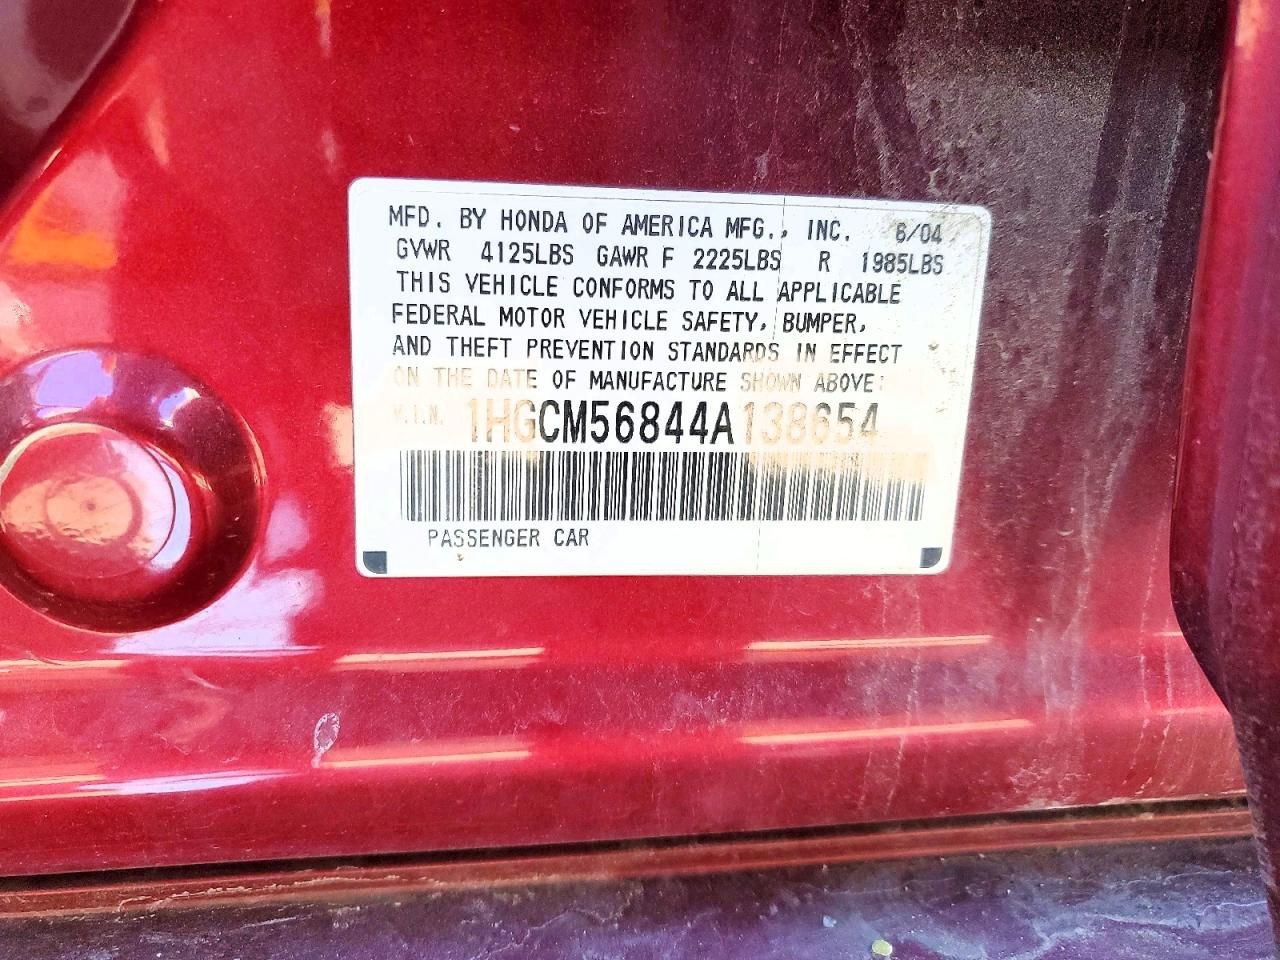 MFD. BY HONDA OF AMERICA MFG., INC. 6/04
GVWR 4125LBS GAWR F 2225LBS R 1985LBS
THIS VEHICLE CONFORMS TO ALL APPLICABLE
FEDERAL MOTOR VEHICLE SAFETY, BUMPER,
AND THEFT PREVENTION STANDARDS IN EFFECT
ON THE DATE OF MANUFACTURE SHOWN ABOVE:
V.I.N. 1HGCM56844A138654
PASSENGER CAR